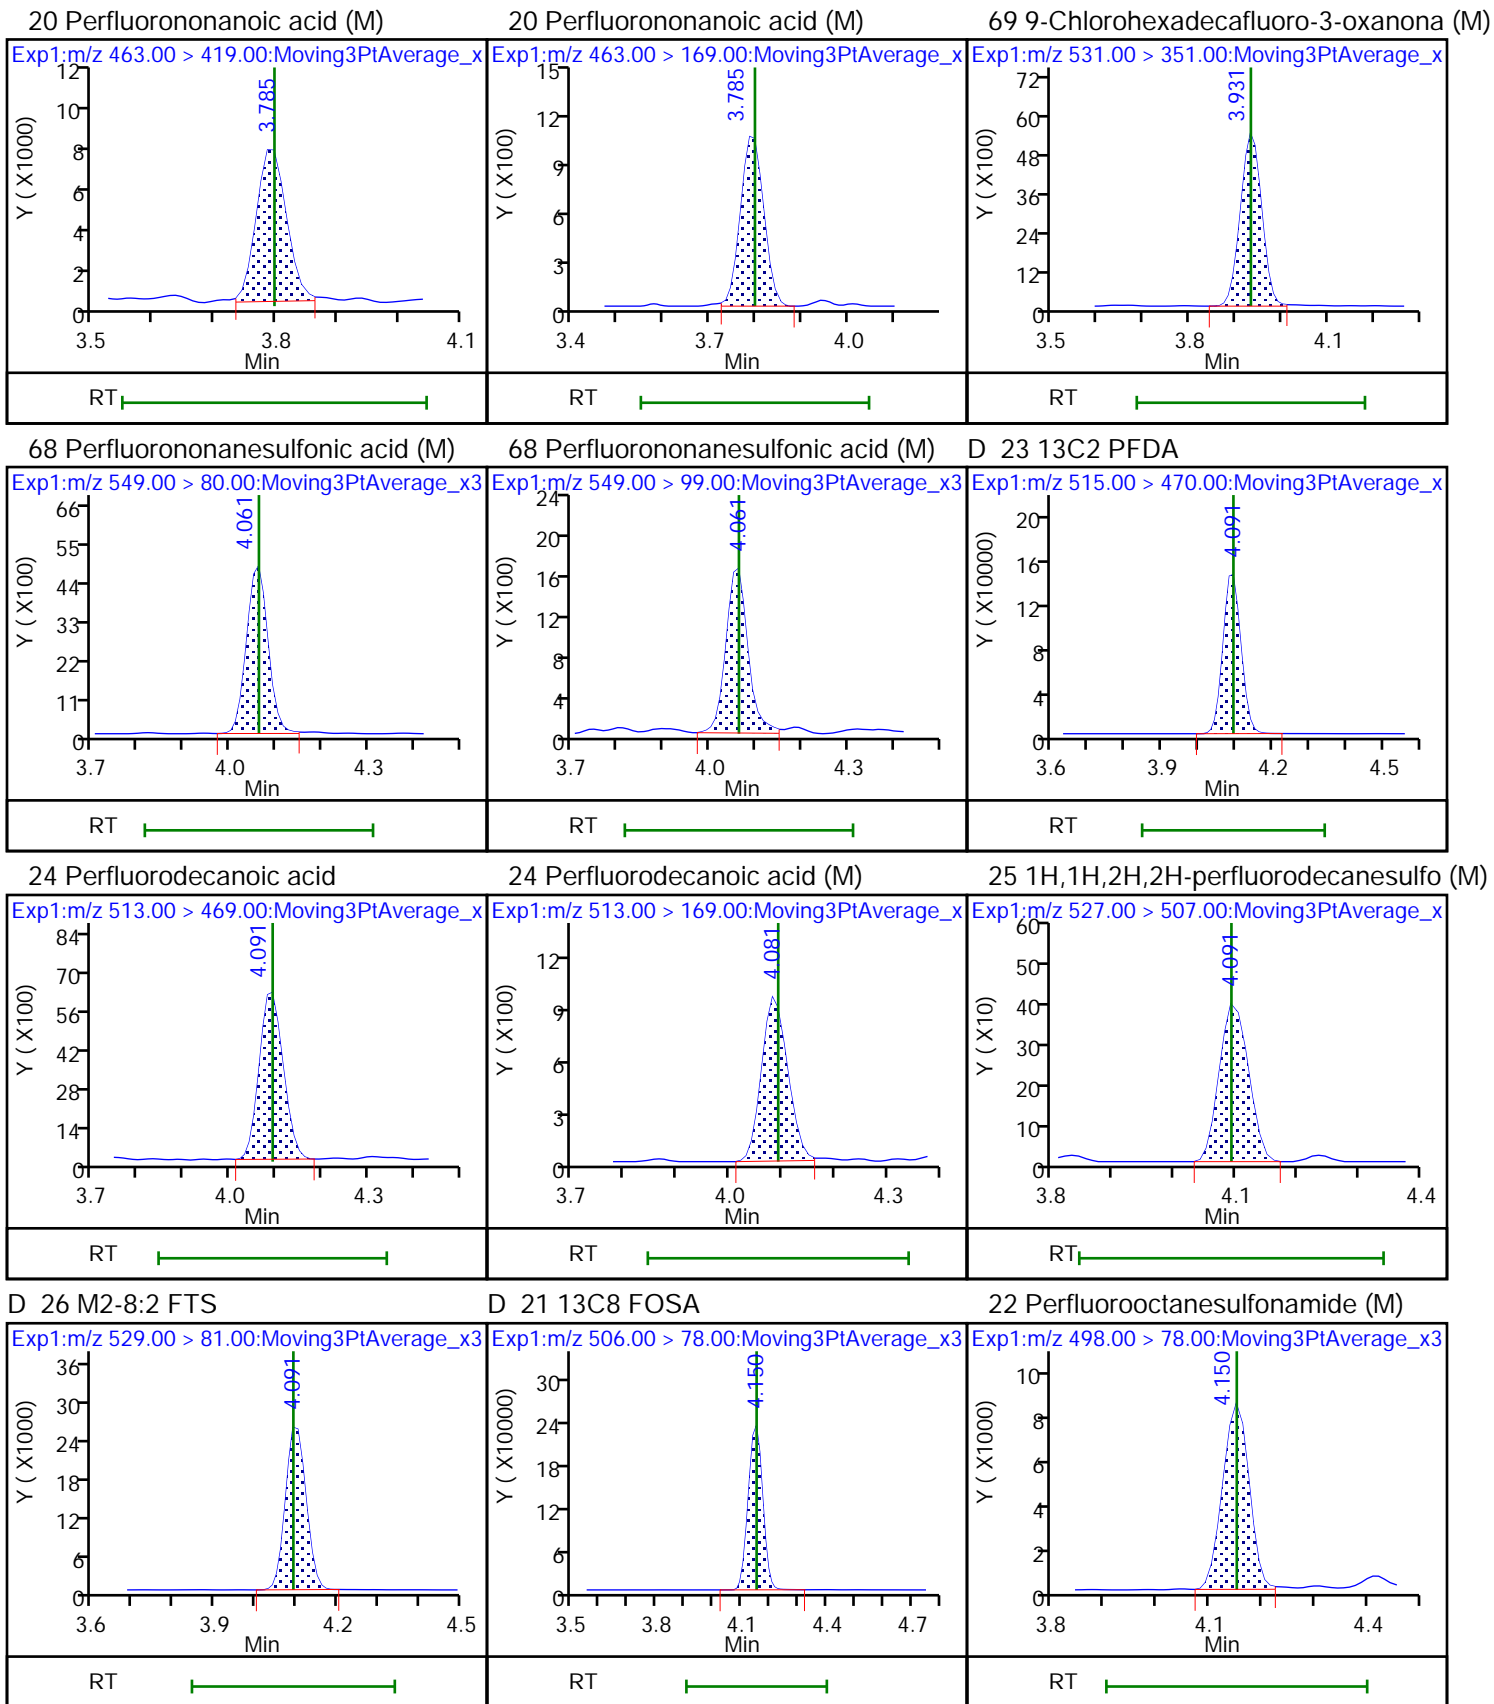 20 Perfluorononanoic acid (M)
Exp1:m/z 463.00 > 419.00:Moving3PtAverage_x
Y ( X1000)
12
10
8
6
4
2
0
3.785
3.5 3.8 4.1
Min
RT
20 Perfluorononanoic acid (M)
Exp1:m/z 463.00 > 169.00:Moving3PtAverage_x
Y ( X100)
15
12
9
6
3
0
3.785
3.4 3.7 4.0
Min
RT
69 9-Chlorohexadecafluoro-3-oxanona (M)
Exp1:m/z 531.00 > 351.00:Moving3PtAverage_x
Y ( X100)
72
60
48
36
24
12
0
3.931
3.5 3.8 4.1
Min
RT
68 Perfluorononanesulfonic acid (M)
Exp1:m/z 549.00 > 80.00:Moving3PtAverage_x3
Y ( X100)
66
55
44
33
22
11
0
4.061
3.7 4.0 4.3
Min
RT
68 Perfluorononanesulfonic acid (M)
Exp1:m/z 549.00 > 99.00:Moving3PtAverage_x3
Y ( X100)
24
20
16
12
8
4
0
4.061
3.7 4.0 4.3
Min
RT
D 23 13C2 PFDA
Exp1:m/z 515.00 > 470.00:Moving3PtAverage_x
Y ( X10000)
20
16
12
8
4
0
4.091
3.6 3.9 4.2 4.5
Min
RT
24 Perfluorodecanoic acid
Exp1:m/z 513.00 > 469.00:Moving3PtAverage_x
Y ( X100)
84
70
56
42
28
14
0
4.091
3.7 4.0 4.3
Min
RT
24 Perfluorodecanoic acid (M)
Exp1:m/z 513.00 > 169.00:Moving3PtAverage_x
Y ( X100)
12
9
6
3
0
4.081
3.7 4.0 4.3
Min
RT
25 1H,1H,2H,2H-perfluorodecanesulfo (M)
Exp1:m/z 527.00 > 507.00:Moving3PtAverage_x
Y ( X10)
60
50
40
30
20
10
0
4.091
3.8 4.1 4.4
Min
RT
D 26 M2-8:2 FTS
Exp1:m/z 529.00 > 81.00:Moving3PtAverage_x3
Y ( X1000)
36
30
24
18
12
6
0
4.091
3.6 3.9 4.2 4.5
Min
RT
D 21 13C8 FOSA
Exp1:m/z 506.00 > 78.00:Moving3PtAverage_x3
Y ( X10000)
30
24
18
12
6
0
4.150
3.5 3.8 4.1 4.4 4.7
Min
RT
22 Perfluorooctanesulfonamide (M)
Exp1:m/z 498.00 > 78.00:Moving3PtAverage_x3
Y ( X1000)
10
8
6
4
2
0
4.150
3.8 4.1 4.4
Min
RT